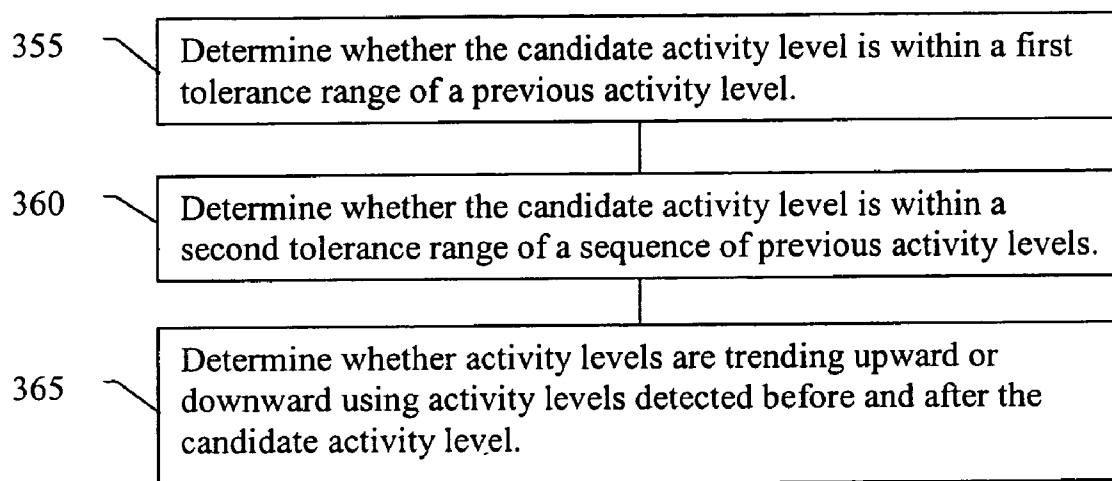 355
Determine whether the candidate activity level is within a first
tolerance range of a previous activity level.
360
Determine whether the candidate activity level is within a
second tolerance range of a sequence of previous activity levels.
365
Determine whether activity levels are trending upward or
downward using activity levels detected before and after the
candidate activity level.